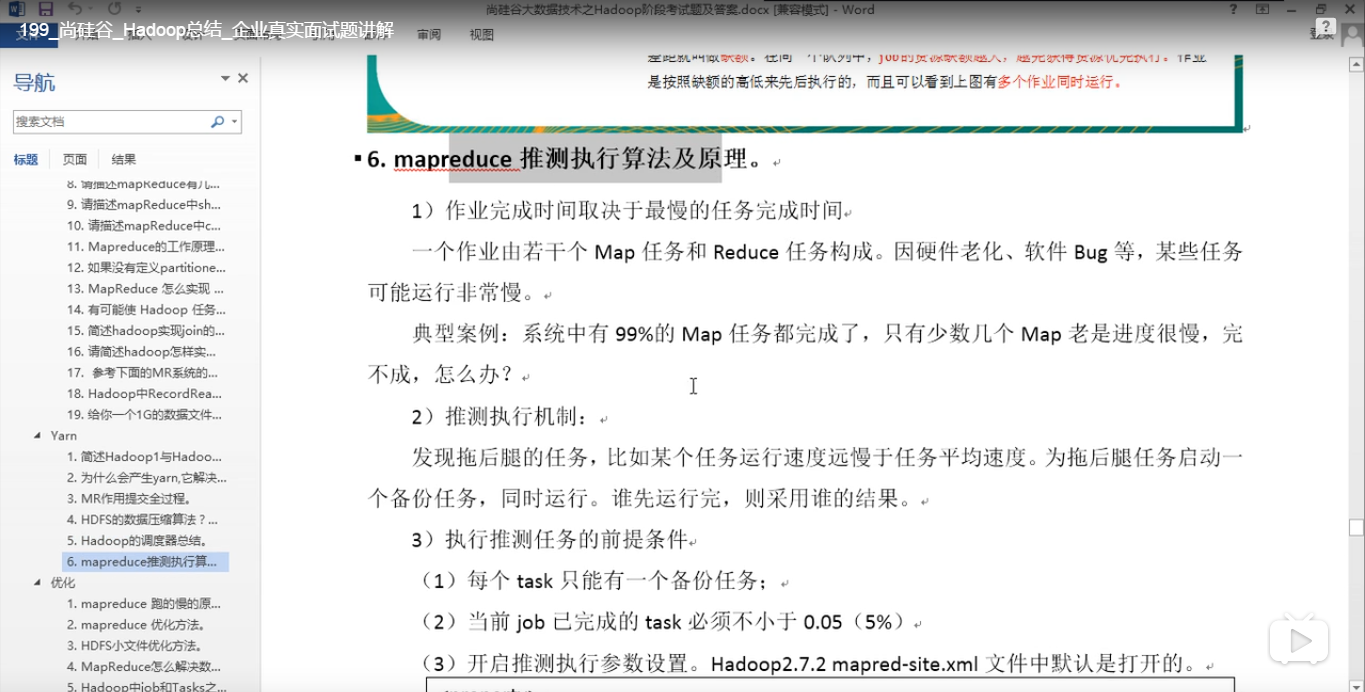 尚硅谷大数据技术之Hadoop阶段考试题及答案.docx [兼容模式] - Word
199_尚硅谷_Hadoop总结_企业真实面试题讲解
审阅 视图
导航
搜索文档
标题 页面 结果
8. 请描述mapReduce有几...
9. 请描述mapReduce中sh...
10. 请描述mapReduce中c...
11. Mapreduce的工作原理...
12. 如果没有定义partitione...
13. MapReduce 怎么实现 ...
14. 有可能使 Hadoop 任务...
15. 简述hadoop实现join的...
16. 请简述hadoop怎样实...
17. 参考下面的MR系统的...
18. Hadoop中RecordRea...
19. 给你一个1G的数据文件...
Yarn
1. 简述Hadoop1与Hadoo...
2. 为什么会产生yarn,它解决...
3. MR作用提交全过程。
4. HDFS的数据压缩算法？...
5. Hadoop的调度器总结。
6. mapreduce推测执行算...
优化
1. mapreduce 跑的慢的原...
2. mapreduce 优化方法。
3. HDFS小文件优化方法。
4. MapReduce怎么解决数...
5. Hadoop中job和Tasks之...
差距就叫做缺额。在同一个队列中，job的资源缺额越大，越先获得资源优先执行。作业
是按照缺额的高低来先后执行的，而且可以看到上图有多个作业同时运行。
6. mapreduce 推测执行算法及原理。
1）作业完成时间取决于最慢的任务完成时间
一个作业由若干个 Map 任务和 Reduce 任务构成。因硬件老化、软件 Bug 等，某些任务
可能运行非常慢。
典型案例：系统中有 99%的 Map 任务都完成了，只有少数几个 Map 老是进度很慢，完
不成，怎么办？
2）推测执行机制：
发现拖后腿的任务，比如某个任务运行速度远慢于任务平均速度。为拖后腿任务启动一
个备份任务，同时运行。谁先运行完，则采用谁的结果。
3）执行推测任务的前提条件
（1）每个 task 只能有一个备份任务；
（2）当前 job 已完成的 task 必须不小于 0.05（5%）
（3）开启推测执行参数设置。Hadoop2.7.2 mapred-site.xml 文件中默认是打开的。